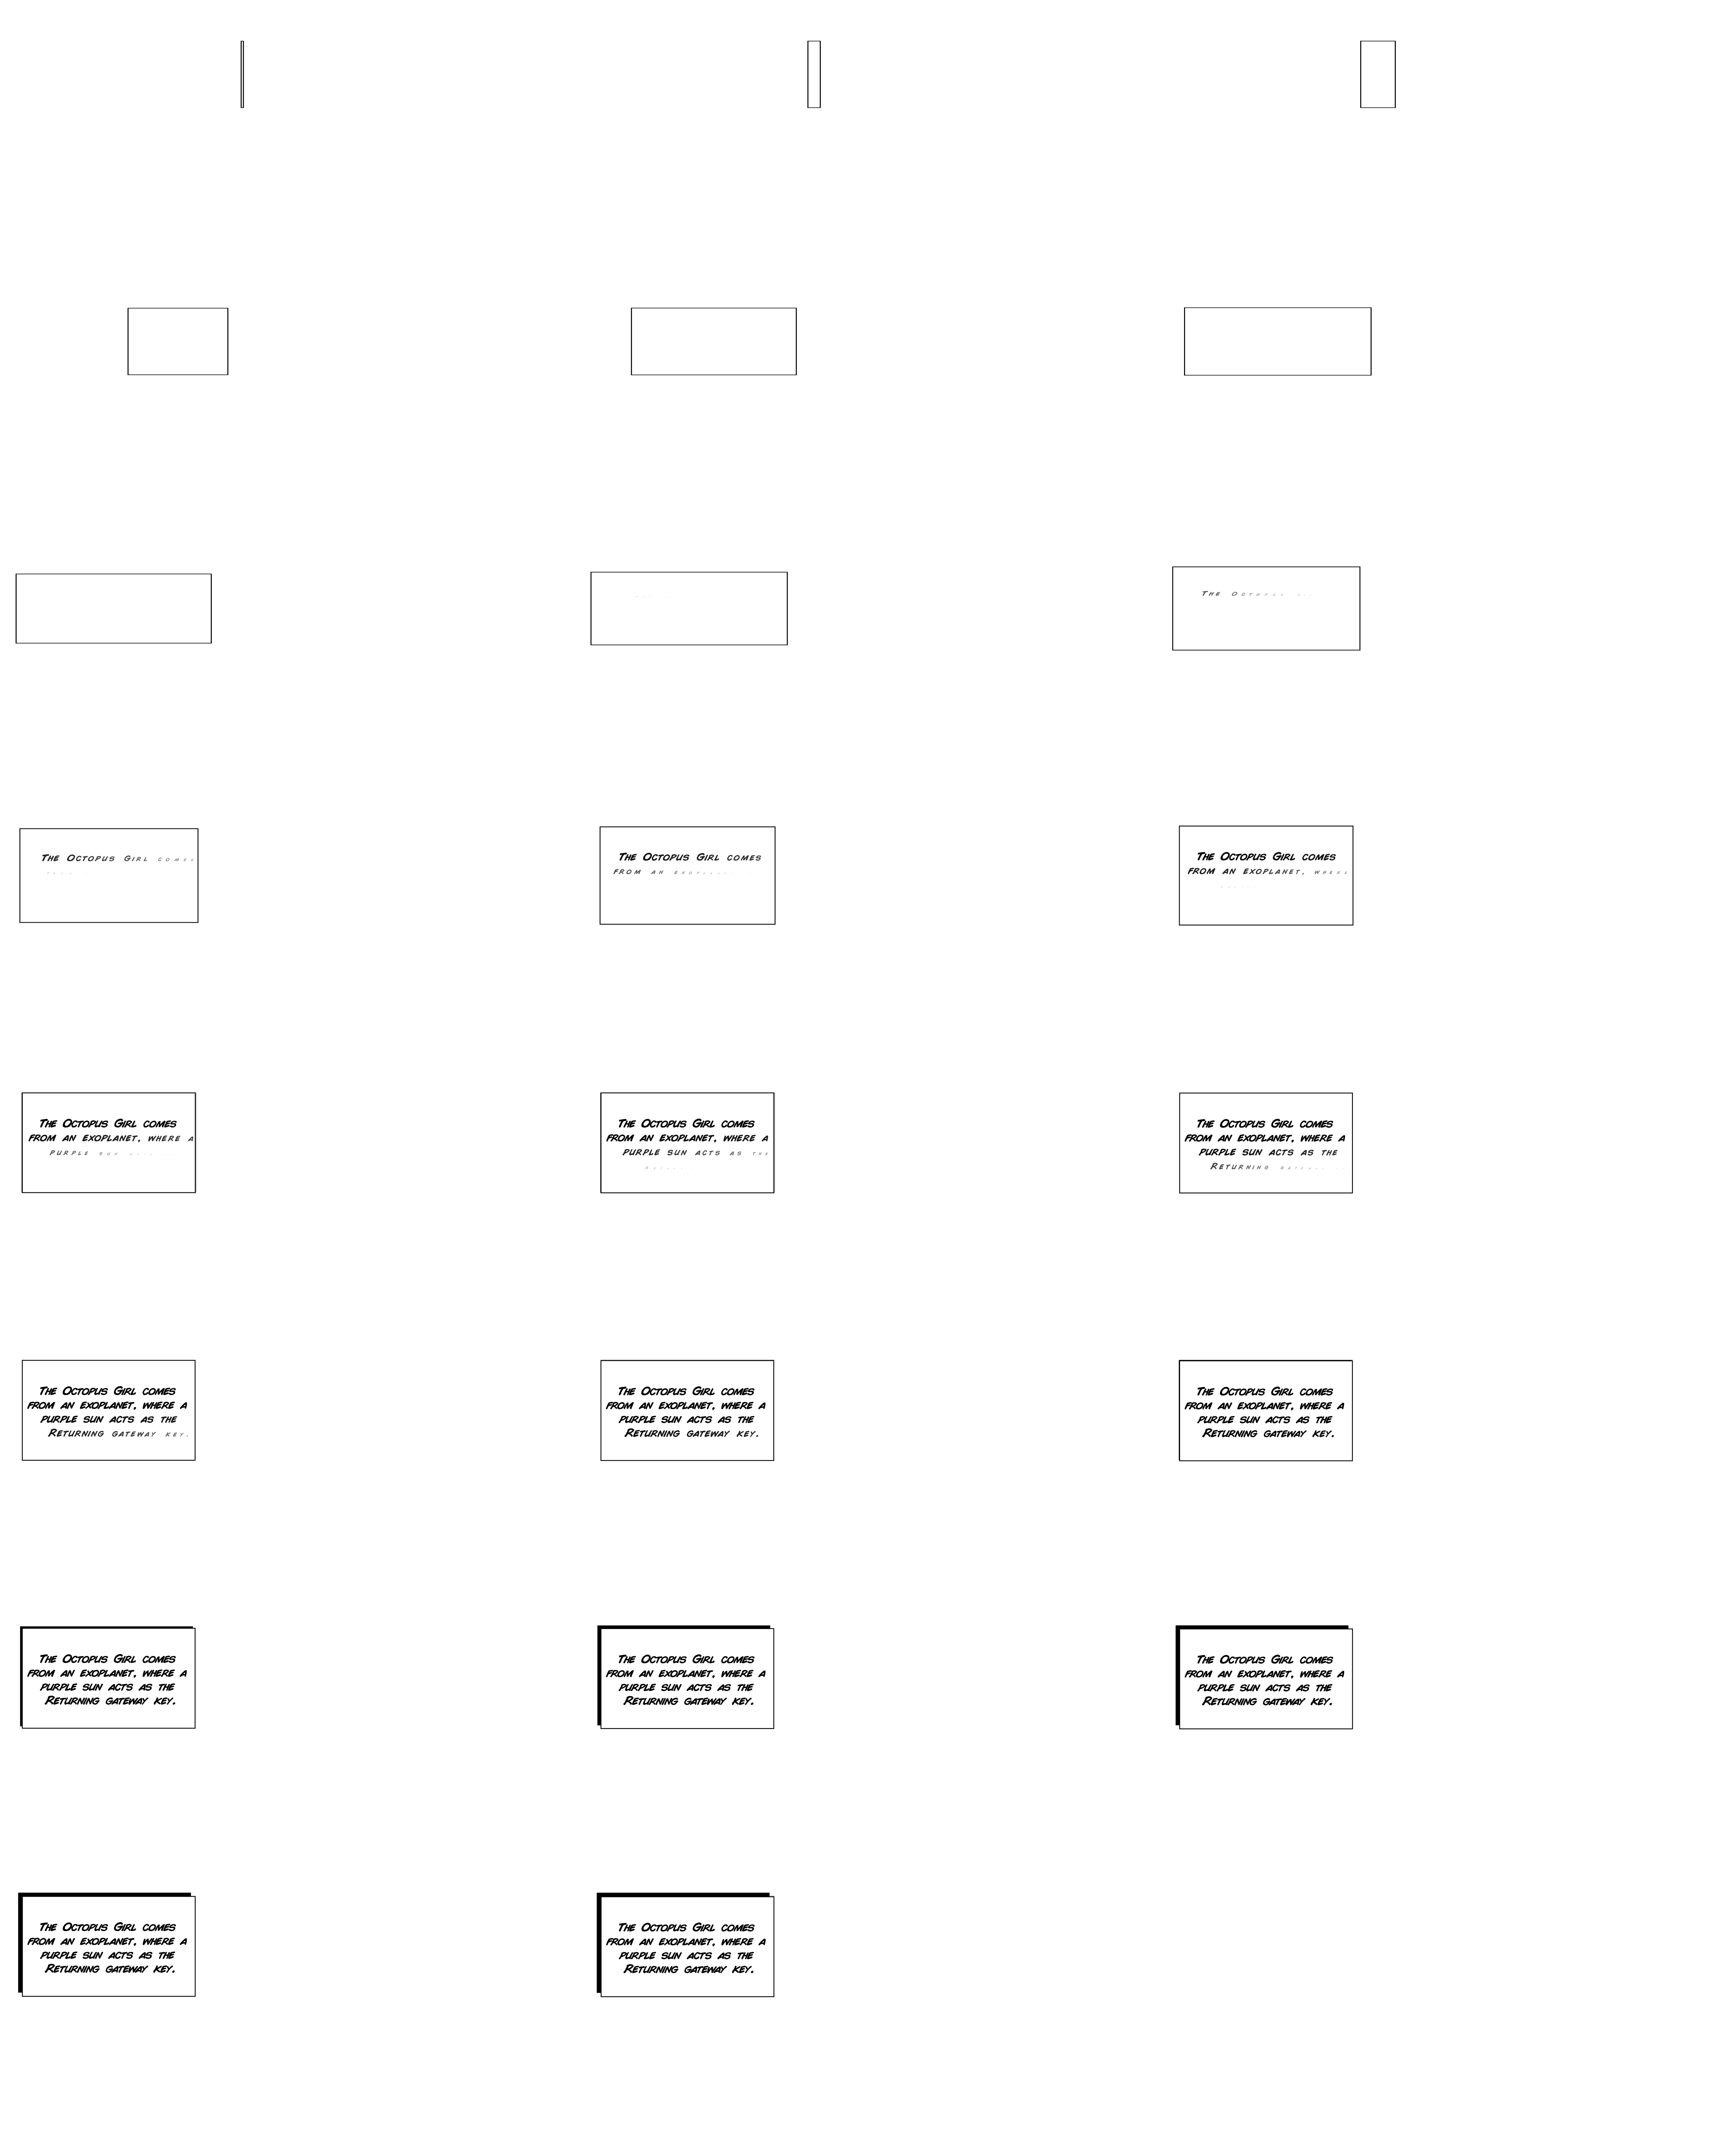 The Octopus
The Octopus Girl comes
The Octopus Girl comes
from an
The Octopus Girl comes
from an exoplanet, where
The Octopus Girl comes
from an exoplanet, where a
purple sun
The Octopus Girl comes
from an exoplanet, where a
purple sun acts as the
The Octopus Girl comes
from an exoplanet, where a
purple sun acts as the
Returning
The Octopus Girl comes
from an exoplanet, where a
purple sun acts as the
Returning gateway key.
The Octopus Girl comes
from an exoplanet, where a
purple sun acts as the
Returning gateway key.
The Octopus Girl comes
from an exoplanet, where a
purple sun acts as the
Returning gateway key.
The Octopus Girl comes
from an exoplanet, where a
purple sun acts as the
Returning gateway key.
The Octopus Girl comes
from an exoplanet, where a
purple sun acts as the
Returning gateway key.
The Octopus Girl comes
from an exoplanet, where a
purple sun acts as the
Returning gateway key.
The Octopus Girl comes
from an exoplanet, where a
purple sun acts as the
Returning gateway key.
The Octopus Girl comes
from an exoplanet, where a
purple sun acts as the
Returning gateway key.